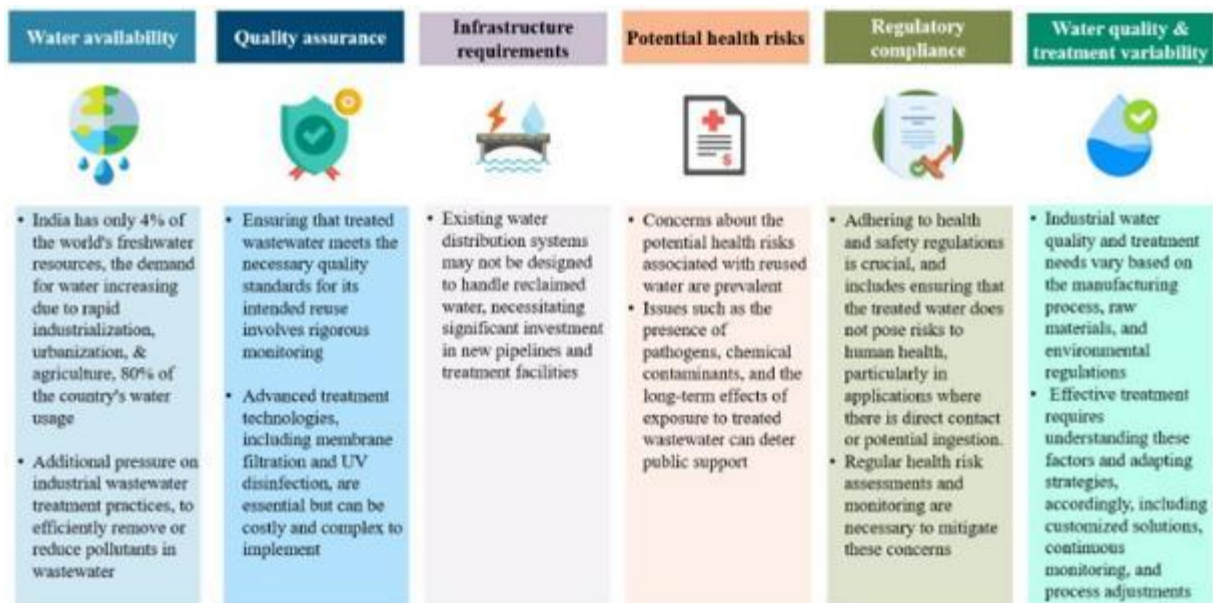 Water availability
• India has only 4% of
the world's freshwater
resources, the demand
for water increasing
due to rapid
industrialization,
urbanization, &
agriculture, 80% of
the country's water
usage
• Additional pressure on
industrial wastewater
treatment practices, to
efficiently remove or
reduce pollutants in
wastewater
Quality assurance
• Ensuring that treated
wastewater meets the
necessary quality
standards for its
intended reuse
involves rigorous
monitoring
• Advanced treatment
technologies,
including membrane
filtration and UV
disinfection, are
essential but can be
costly and complex to
implement
Infrastructure
requirements
• Existing water
distribution systems
may not be designed
to handle reclaimed
water, necessitating
significant investment
in new pipelines and
treatment facilities
Potential health risks
$
• Concerns about the
potential health risks
associated with reused
water are prevalent
• Issues such as the
presence of
pathogens, chemical
contaminants, and the
long-term effects of
exposure to treated
wastewater can deter
public support
Regulatory
compliance
• Adhering to health
and safety regulations
is crucial, and
includes ensuring that
the treated water does
not pose risks to
human health,
particularly in
applications where
there is direct contact
or potential ingestion.
• Regular health risk
assessments and
monitoring are
necessary to mitigate
these concerns
Water quality &
treatment variability
• Industrial water
quality and treatment
needs vary based on
the manufacturing
process, raw
materials, and
environmental
regulations
• Effective treatment
requires
understanding these
factors and adapting
strategies,
accordingly, including
customized solutions,
continuous
monitoring, and
process adjustments